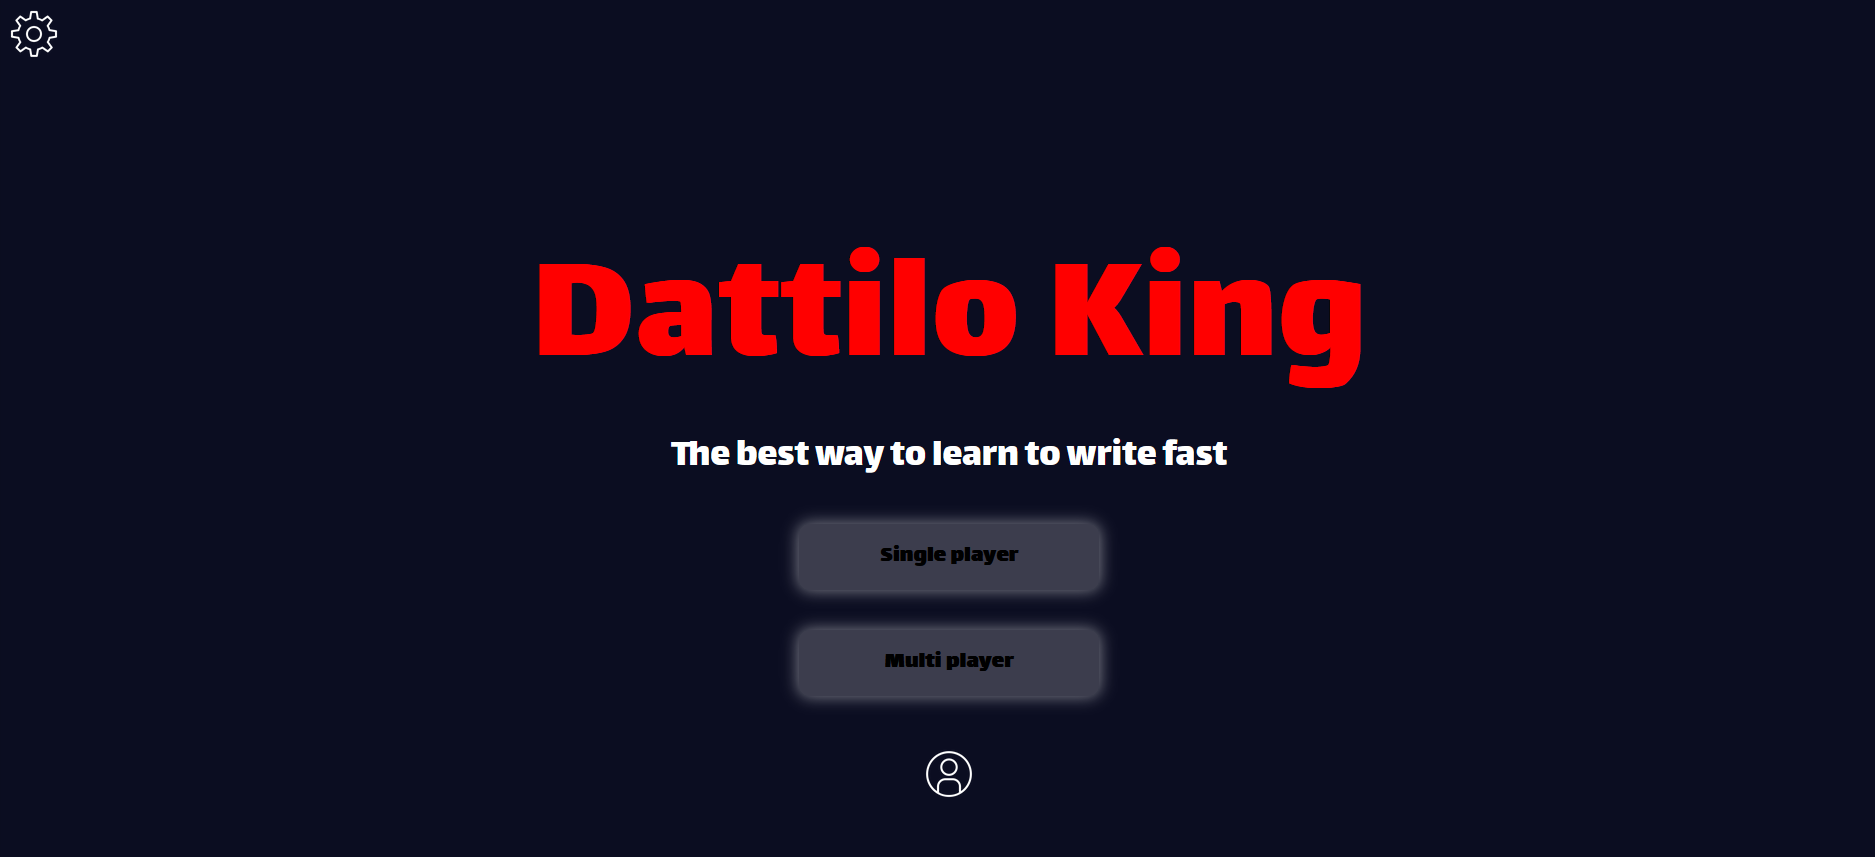 Dattilo King
The best way to learn to write fast
Single player
Multi player